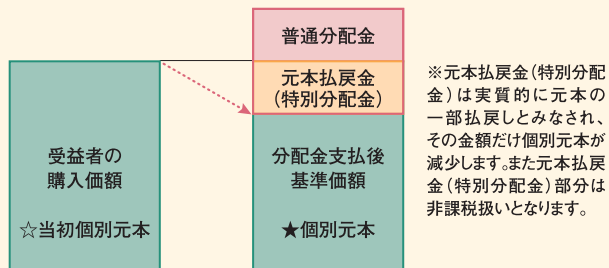 普通分配金
元本払戻金
（特別分配金）
受益者の
購入価額
☆当初個別元本
分配金支払後
基準価額
★個別元本
※元本払戻金（特別分配
金）は実質的に元本の
一部払戻しとみなされ、
その金額だけ個別元本が
減少します。また元本払戻
金（特別分配金）部分は
非課税扱いとなります。